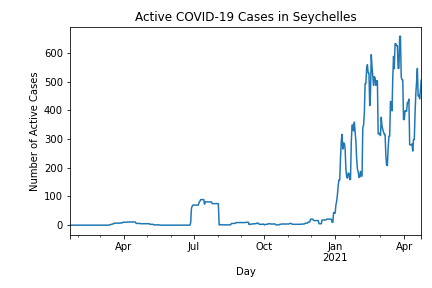 Active COVID-19 Cases in Seychelles
Number of Active Cases
600
500
400
300
200
100
0
Apr
Jul
Oct
Jan
2021
Apr
Day